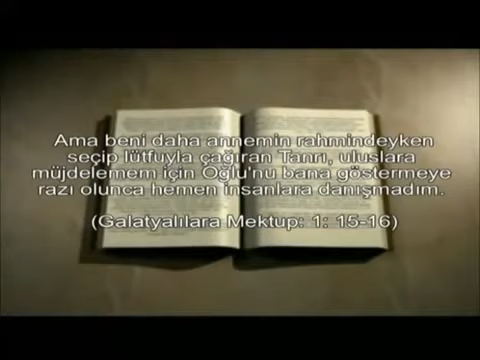 Ama beni daha annemin rahmindeyken
seçip lütfuyla çağıran Tanrı, uluslara
müjdelemem için Oğlu'nu bana göstermeye
razı olunca hemen insanlara danışmadım.
(Galatyalılara Mektup: 1: 15-16)